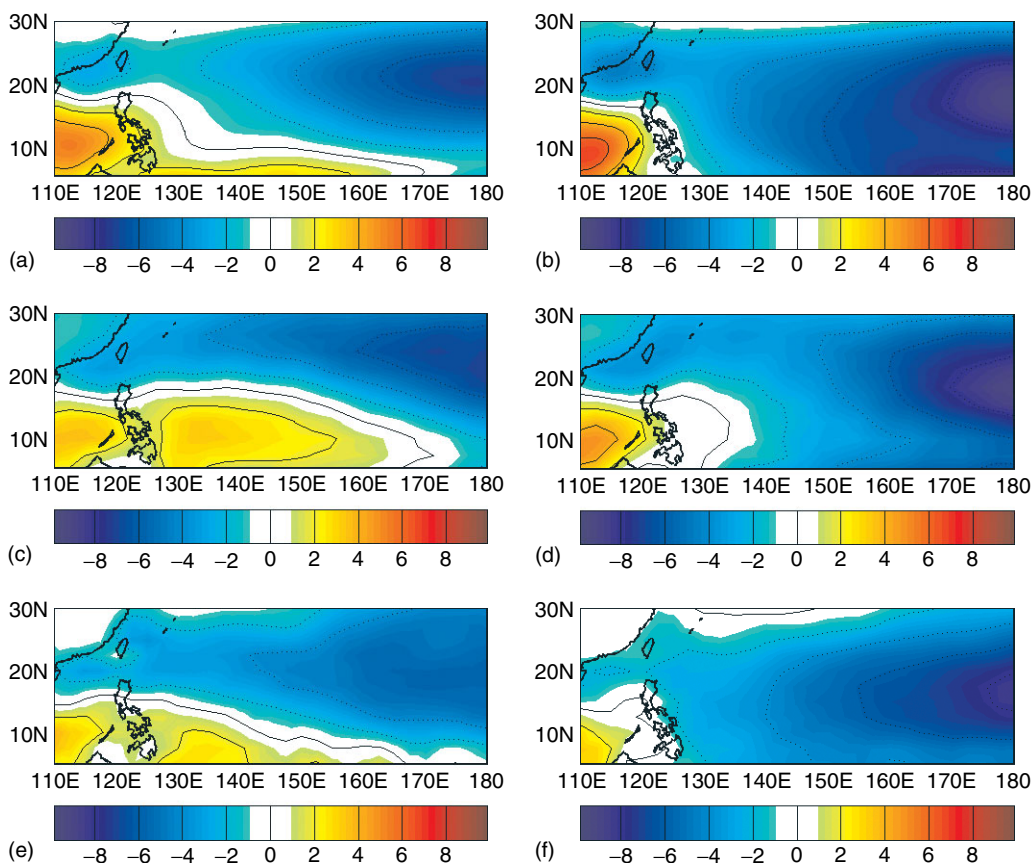 30N 30N
20N 20N
10N 10N
110E 120E 130E 140E 150E 160E 170E 180 110E 120E 130E 140E 150E 160E 170E 180
(a) −8 −6 −4 −2 0 2 4 6 8 (b) −8 −6 −4 −2 0 2 4 6 8
30N 30N
20N 20N
10N 10N
110E 120E 130E 140E 150E 160E 170E 180 110E 120E 130E 140E 150E 160E 170E 180
(c) −8 −6 −4 −2 0 2 4 6 8 (d) −8 −6 −4 −2 0 2 4 6 8
30N 30N
20N 20N
10N 10N
110E 120E 130E 140E 150E 160E 170E 180 110E 120E 130E 140E 150E 160E 170E 180
(e) −8 −6 −4 −2 0 2 4 6 8 (f) −8 −6 −4 −2 0 2 4 6 8